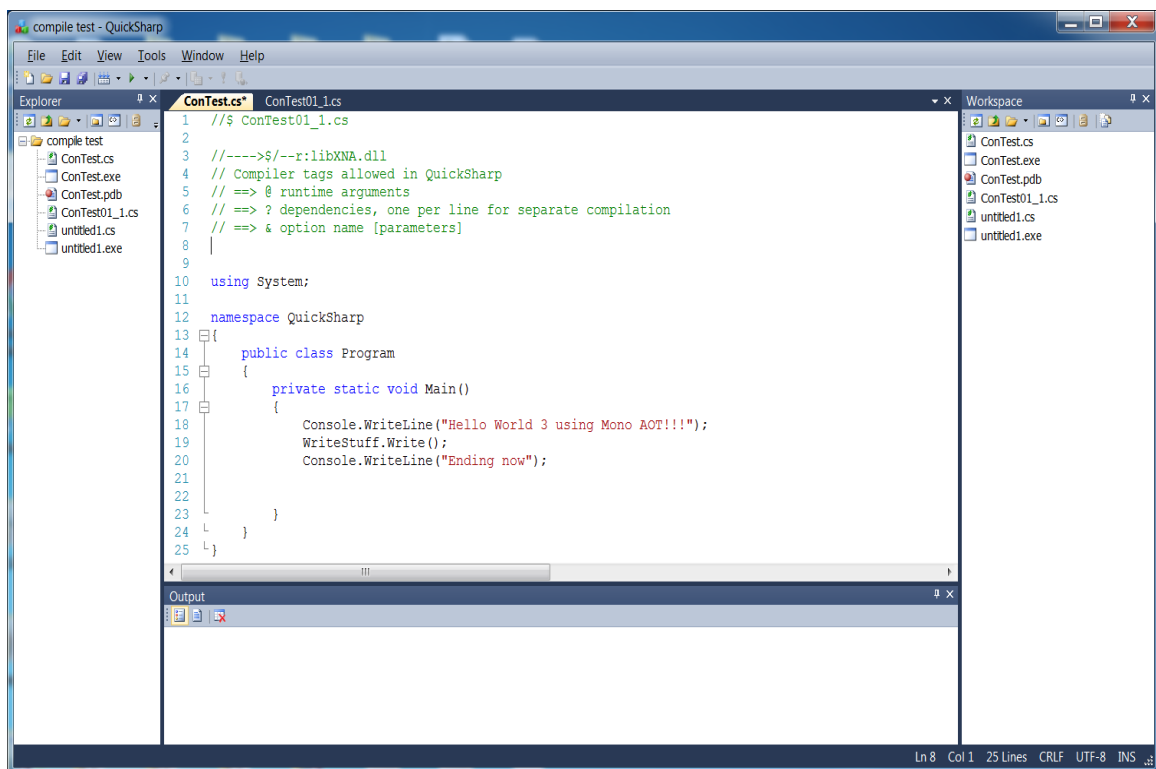 compile test - QuickSharp
X
File Edit View Tools Window Help
Explorer
compile test
ConTest.cs
ConTest.exe
ConTest.pdb
ConTest01_1.cs
untitled1.cs
untitled1.exe
ConTest.cs* ConTest01_1.cs
1 //$ ConTest01_1.cs
2
3 //---->$/--r:libXNA.dll
4 // Compiler tags allowed in QuickSharp
5 // ==> @ runtime arguments
6 // ==> ? dependencies, one per line for separate compilation
7 // ==> & option name [parameters]
8
9
10 using System;
11
12 namespace QuickSharp
13 {
14 public class Program
15 {
16 private static void Main()
17 {
18 Console.WriteLine("Hello World 3 using Mono AOT!!!");
19 WriteStuff.Write();
20 Console.WriteLine("Ending now");
21
22
23 }
24 }
25 }
Output
Workspace
ConTest.cs
ConTest.exe
ConTest.pdb
ConTest01_1.cs
untitled1.cs
untitled1.exe
Ln 8 Col 1 25 Lines CRLF UTF-8 INS